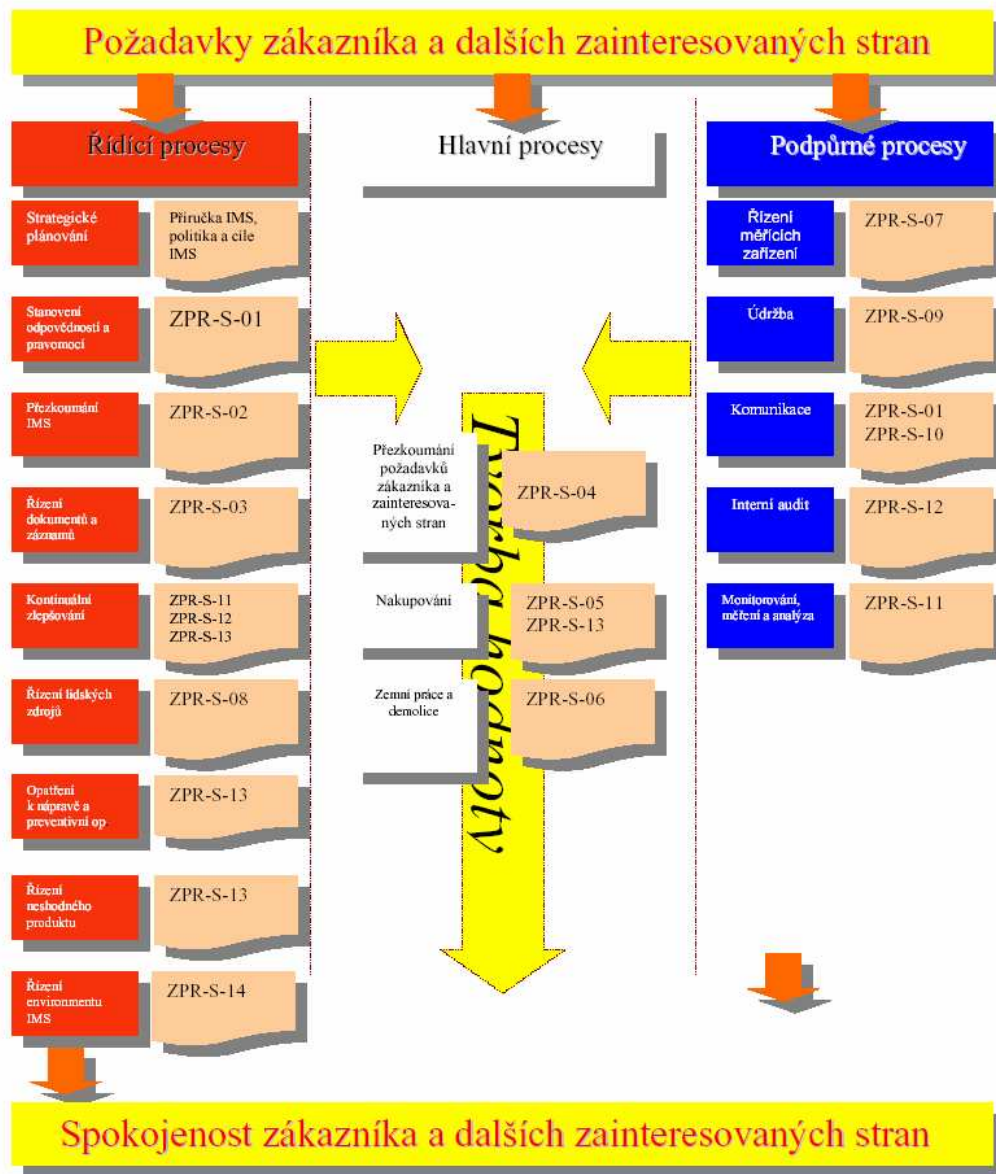 Požadavky zákazníka a dalších zainteresovaných stran
Řídící procesy
Strategické
plánování
Příručka IMS,
politika a cíle
IMS
Stanovení
odpovědností a
pravomocí
ZPR-S-01
Přezkoumání
IMS
ZPR-S-02
Řízení
dokumentů a
záznamů
ZPR-S-03
Kontinuální
zlepšování
ZPR-S-11
ZPR-S-12
ZPR-S-13
Řízení lidských
zdrojů
ZPR-S-08
Opatření
k nápravě a
preventivní op.
ZPR-S-13
Řízení
neshodného
produktu
ZPR-S-13
Řízení
environmentu
IMS
ZPR-S-14
Hlavní procesy
Tvorba hodnoty
Přezkoumání
požadavků
zákazníka a
zainteresova-
ných stran
ZPR-S-04
Nakupování
ZPR-S-05
ZPR-S-13
Zemní práce a
demolice
ZPR-S-06
Podpůrné procesy
Řízení
měřících
zařízení
ZPR-S-07
Údržba
ZPR-S-09
Komunikace
ZPR-S-01
ZPR-S-10
Interní audit
ZPR-S-12
Monitorování,
měření a analýza
ZPR-S-11
Spokojenost zákazníka a dalších zainteresovaných stran